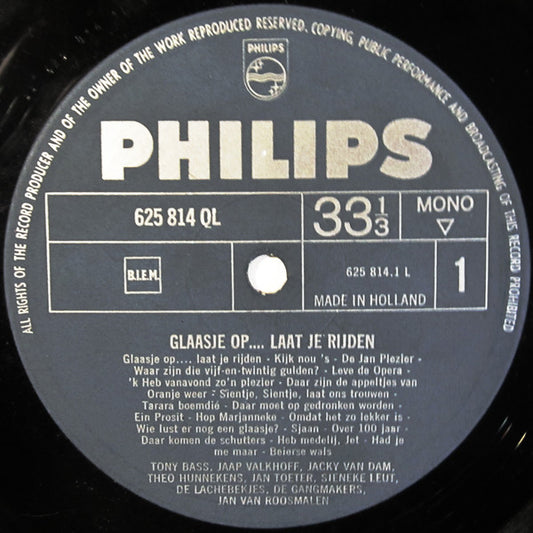 ALL RIGHTS OF THE RECORD PRODUCER AND OF THE OWNER OF THE WORK REPRODUCED RESERVED. COPYING, PUBLIC PERFORMANCE AND BROADCASTING OF THIS RECORD PROHIBITED
PHILIPS
PHILIPS
625 814 QL
33 1/3
MONO
B.I.E.M.
625 814.1 L
MADE IN HOLLAND
1
GLAASJE OP.... LAAT JE RIJDEN
Glaasje op.... laat je rijden - Kijk nou 's - De Jan Plezier -
Waar zijn die vijf-en-twintig gulden? - Leve de Opera -
'k Heb vanavond zo'n plezier - Daar zijn de appeltjes van
Oranje weer - Sientje, Sientje, laat ons trouwen -
Tarara boemdié - Daar moet op gedronken worden -
Ein Prosit - Hop Marjanneke - Omdat het zo lekker is -
Wie lust er nog een glaasje? - Sjaan - Over 100 jaar -
Daar komen de schutters - Heb medelij, Jet - Had je
me maar - Beierse wals
TONY BASS, JAAP VALKHOFF, JACKY VAN DAM,
THEO HUNNEKENS, JAN TOETER, SIENEKE LEUT,
DE LACHEBEKJES, DE GANGMAKERS,
JAN VAN ROOSMALEN